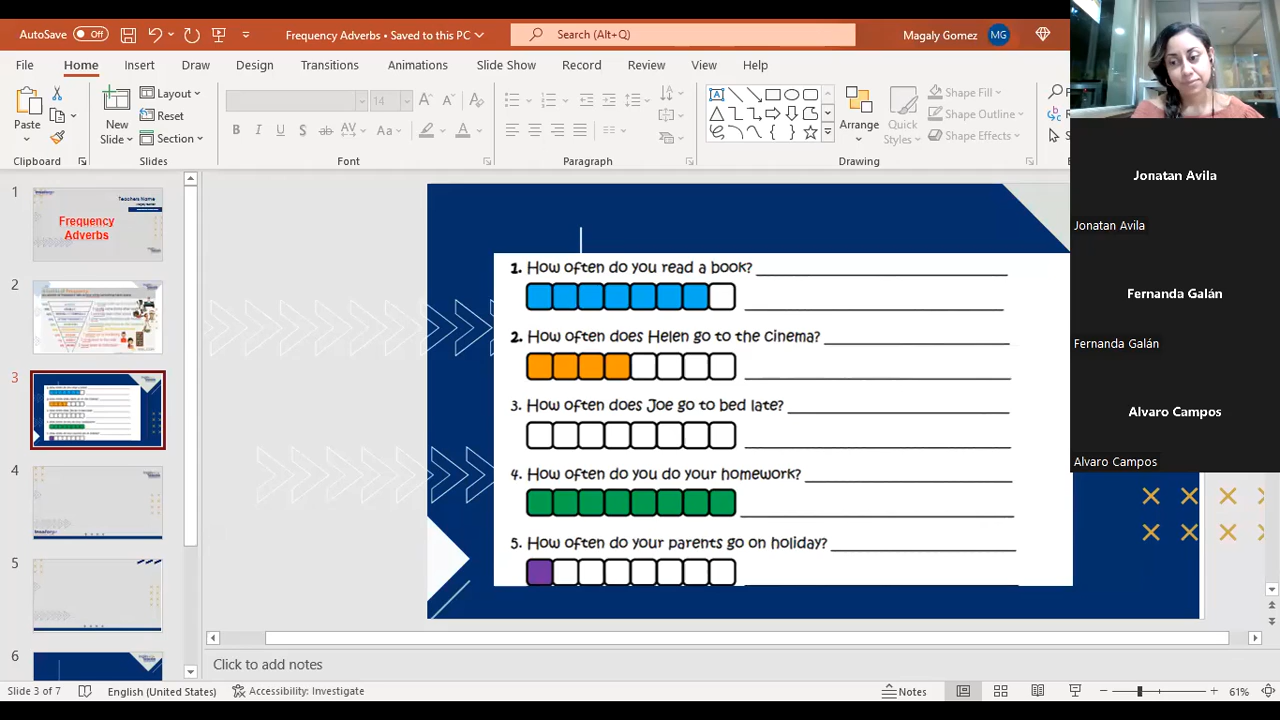 AutoSave Off Frequency Adverbs • Saved to this PC Search (Alt+Q) Magaly Gomez MG
File Home Insert Draw Design Transitions Animations Slide Show Record Review View Help
Paste New Slide Layout Reset Section Arrange Quick Styles Shape Fill Shape Outline Shape Effects
Clipboard Slides Font Paragraph Drawing
1
Teachers Name
Frequency
Adverbs
2
3
4
5
6
1. How often do you read a book?
2. How often does Helen go to the cinema?
3. How often does Joe go to bed late?
4. How often do you do your homework?
5. How often do your parents go on holiday?
Jonatan Avila
Jonatan Avila
Fernanda Galán
Fernanda Galán
Alvaro Campos
Alvaro Campos
Click to add notes
Slide 3 of 7 English (United States) Accessibility: Investigate Notes 61%